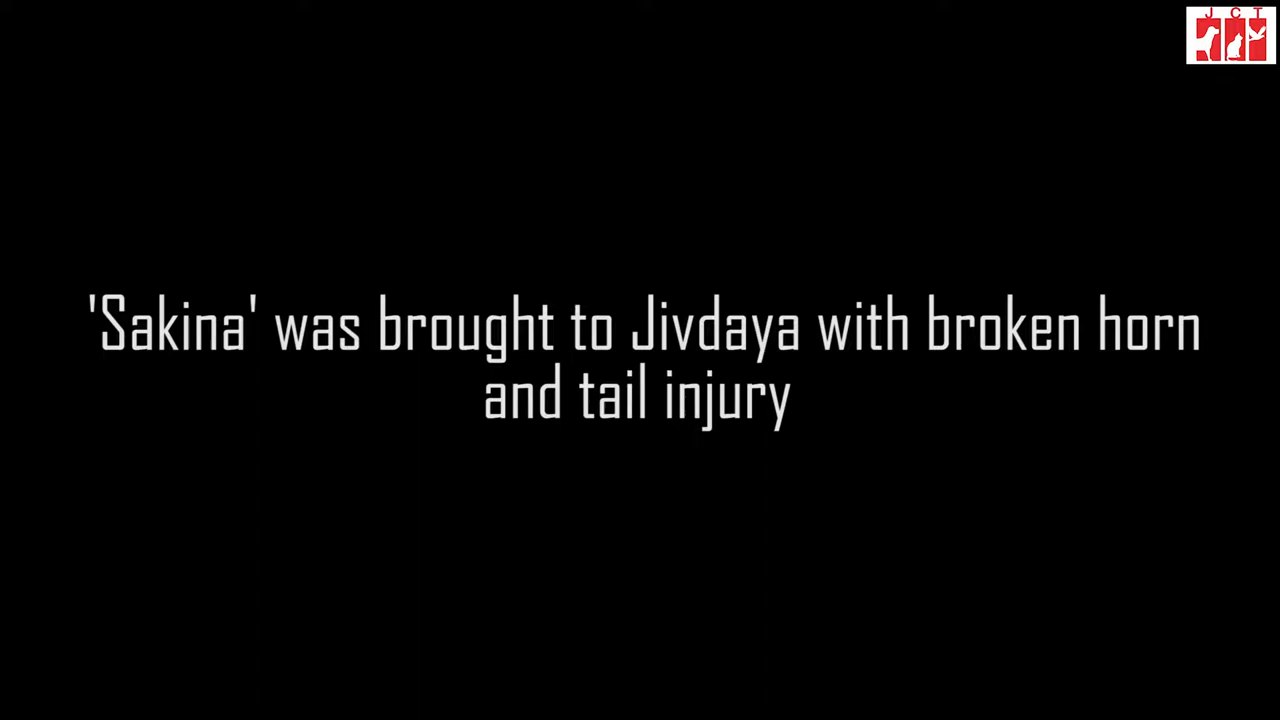 J C T
'Sakina' was brought to Jivdaya with broken horn
and tail injury